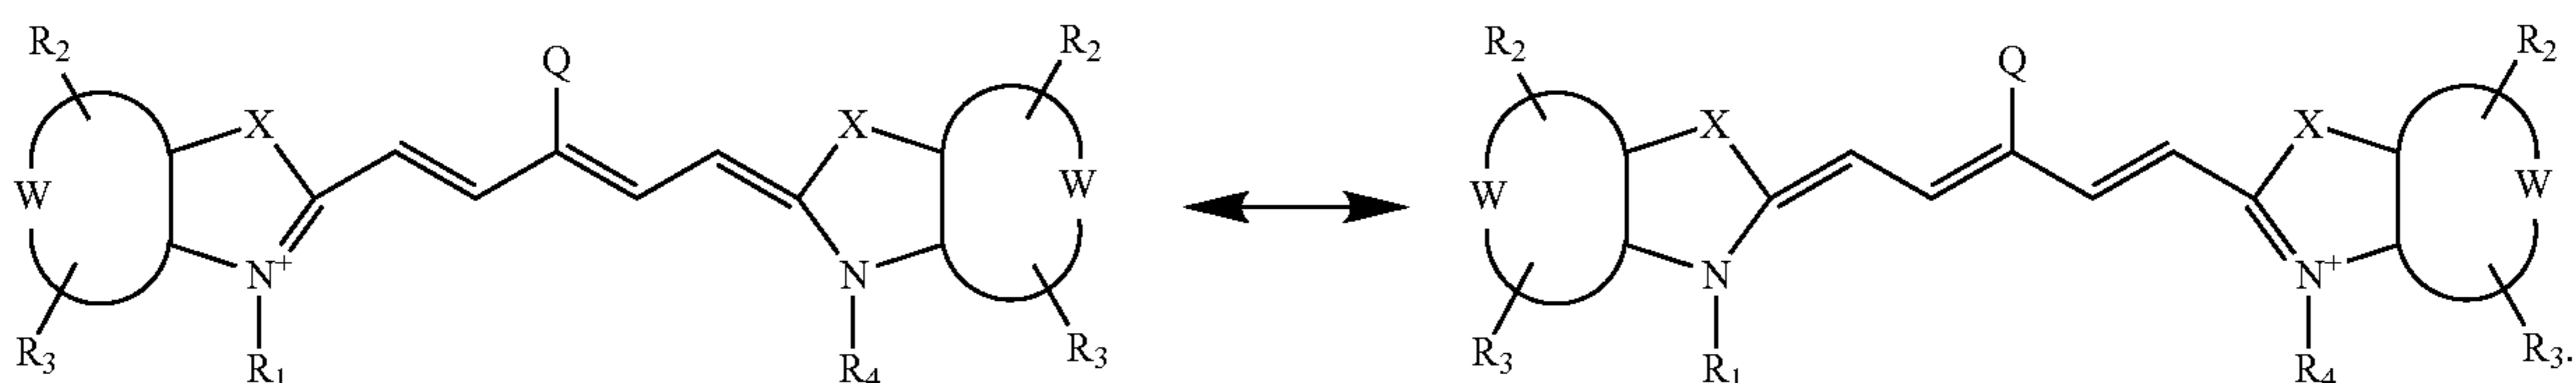 R2 Q R2 R2 Q R2
X X X X
W W W W
N+ N N N+
R3 R1 R4 R3 R3 R1 R4 R3.